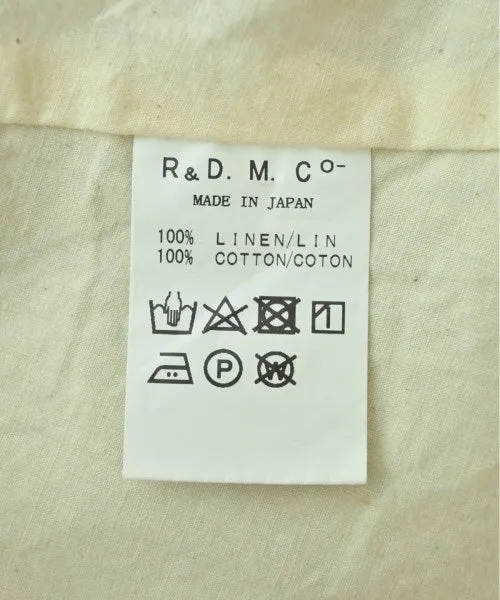 R&D. M. Cº-
MADE IN JAPAN
100% LINEN/LIN
100% COTTON/COTON
P
W